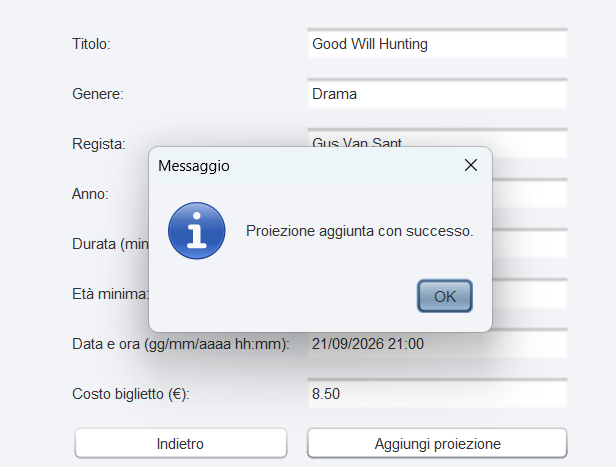 Titolo: Good Will Hunting
Genere: Drama
Regista: Gus Van Sant
Messaggio
Anno:
Proiezione aggiunta con successo.
Durata (min
Età minima:
OK
Data e ora (gg/mm/aaaa hh:mm): 21/09/2026 21:00
Costo biglietto (€): 8.50
Indietro Aggiungi proiezione